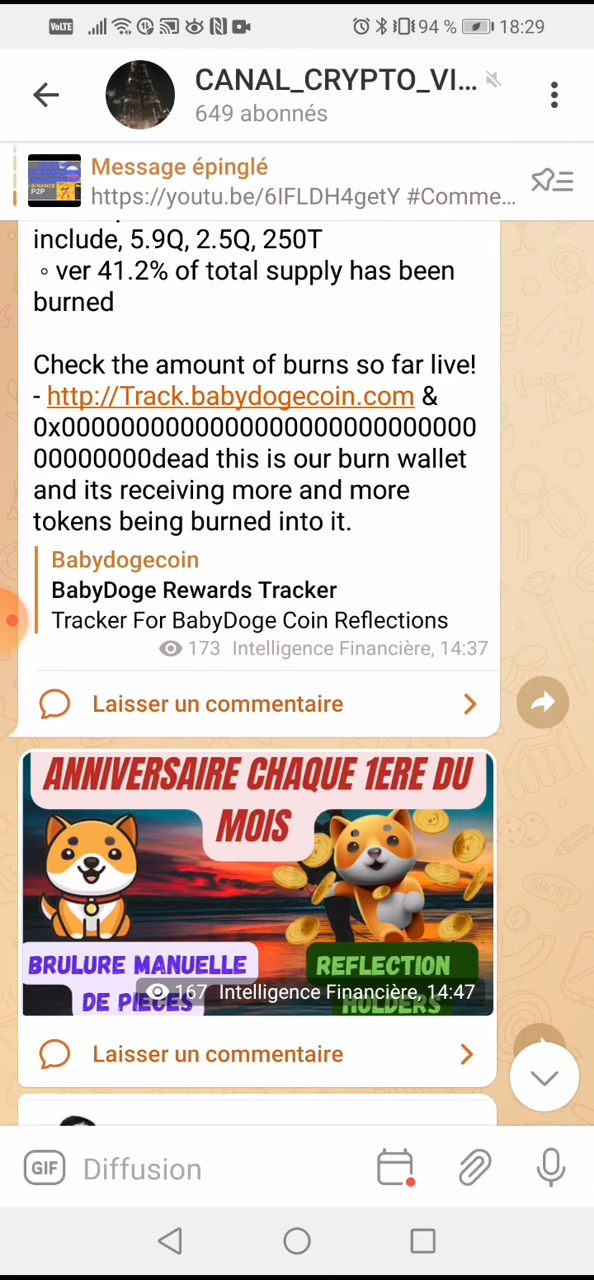 VoLTE
94 %
18:29
CANAL_CRYPTO_VI...
649 abonnés
Message épinglé
https://youtu.be/6IFLDH4getY #Comme...
include, 5.9Q, 2.5Q, 250T
◦ ver 41.2% of total supply has been
burned
Check the amount of burns so far live!
- http://Track.babydogecoin.com &
0x00000000000000000000000000000
00000000dead this is our burn wallet
and its receiving more and more
tokens being burned into it.
Babydogecoin
BabyDoge Rewards Tracker
Tracker For BabyDoge Coin Reflections
173 Intelligence Financière, 14:37
Laisser un commentaire
ANNIVERSAIRE CHAQUE 1ERE DU
MOIS
BRULURE MANUELLE
DE PIECES
REFLECTION
HOLDERS
167 Intelligence Financière, 14:47
Laisser un commentaire
GIF
Diffusion